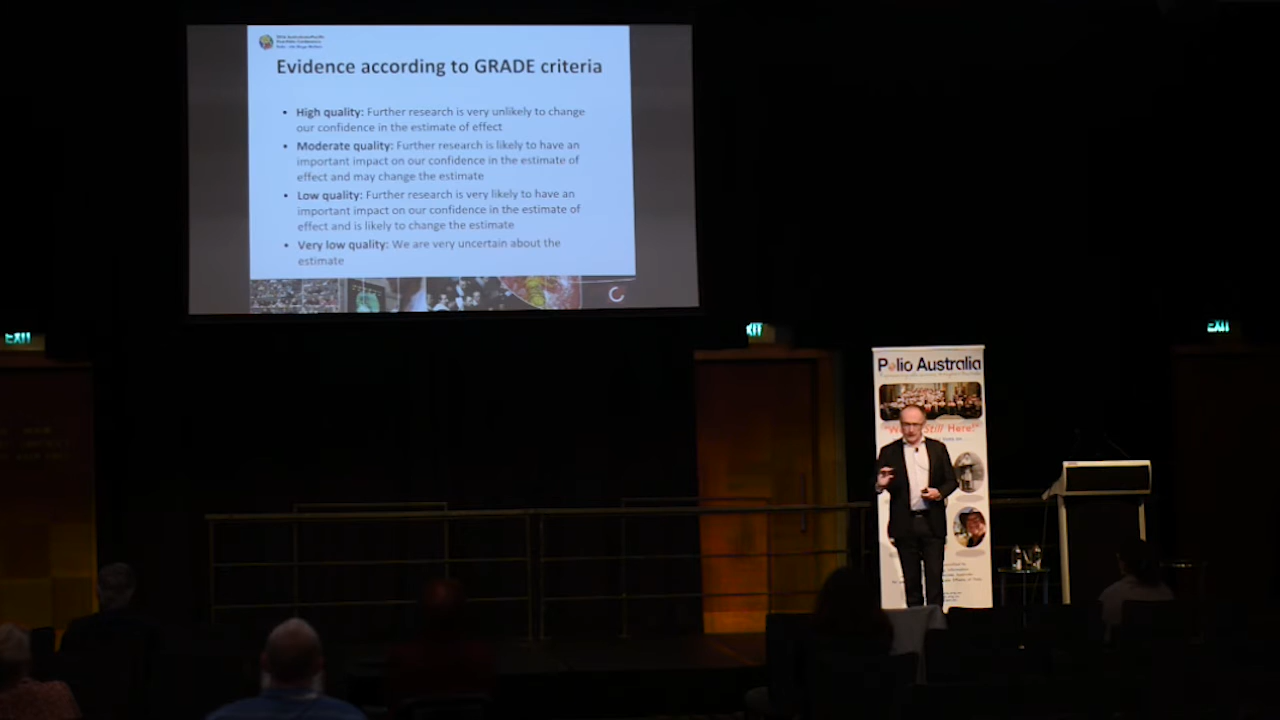 Evidence according to GRADE criteria
• High quality: Further research is very unlikely to change
our confidence in the estimate of effect
• Moderate quality: Further research is likely to have an
important impact on our confidence in the estimate of
effect and may change the estimate
• Low quality: Further research is very likely to have an
important impact on our confidence in the estimate of
effect and is likely to change the estimate
• Very low quality: We are very uncertain about the
estimate
EXIT
XIT
EXIT
Polio Australia
Still Here!"